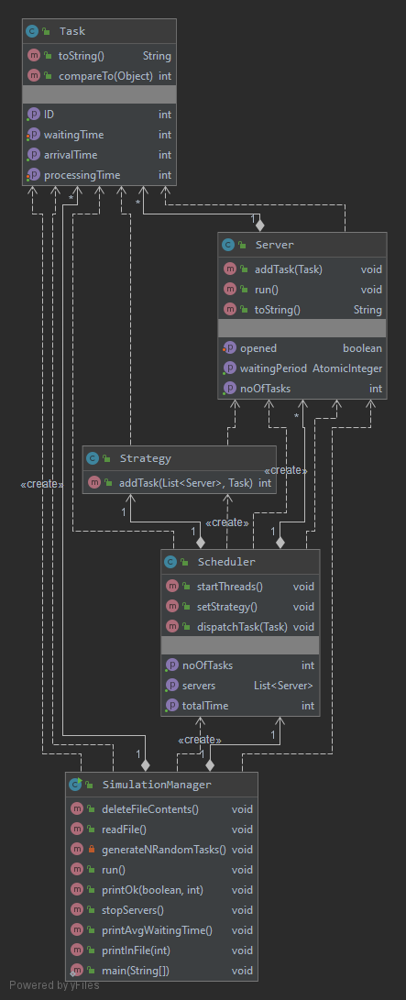 Task
toString() String
compareTo(Object) int
ID int
waitingTime int
arrivalTime int
processingTime int
* * 1
Server
addTask(Task) void
run() void
toString() String
opened boolean
waitingPeriod AtomicInteger
noOfTasks int
*
Strategy
addTask(List<Server>, Task) int
«create»
«create»
1 «create» 1
Scheduler
startThreads() void
setStrategy() void
dispatchTask(Task) void
noOfTasks int
servers List<Server>
totalTime int
«create» 1
1 1
SimulationManager
deleteFileContents() void
readFile() void
generateNRandomTasks() void
run() void
printOk(boolean, int) void
stopServers() void
printAvgWaitingTime() void
printInFile(int) void
main(String[]) void
Powered by yFiles